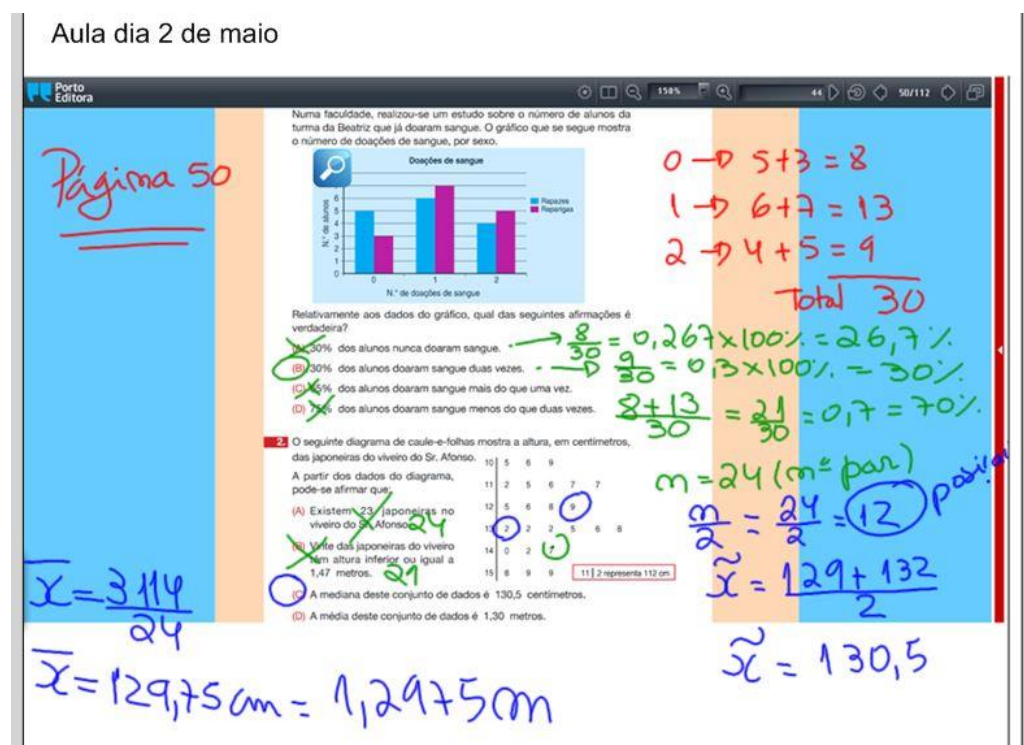 Aula dia 2 de maio
Porto
Editora
150%
44
50/112
Página 50
Numa faculdade, realizou-se um estudo sobre o número de alunos da
turma da Beatriz que já doaram sangue. O gráfico que se segue mostra
o número de doações de sangue, por sexo.
Doações de sangue
N.º de alunos
6
5
4
3
2
1
0
0 1 2
N.º de doações de sangue
Rapazes
Raparigas
0 → 5+3 = 8
1 → 6+7 = 13
2 → 4+5 = 9
Total 30
Relativamente aos dados do gráfico, qual das seguintes afirmações é
verdadeira?
30% dos alunos nunca doaram sangue. → 8/30 = 0,267×100% = 26,7%
(B) 30% dos alunos doaram sangue duas vezes. → 9/30 = 0,3×100% = 30%
(C) dos alunos doaram sangue mais do que uma vez.
(D) dos alunos doaram sangue menos do que duas vezes. 8+13/30 = 21/30 = 0,7 = 70%
2. O seguinte diagrama de caule-e-folhas mostra a altura, em centímetros,
das japoneiras do viveiro do Sr. Afonso.
A partir dos dados do diagrama,
pode-se afirmar que:
(A) Existem 23 japoneiras no
viveiro do Sr. Afonso. 24
(B) Vinte das japoneiras do viveiro
têm altura inferior ou igual a
1,47 metros. 21
10 | 5 6 9
11 | 2 5 6 7 7
12 | 5 6 8 9
13 | 2 2 2 5 6 8
14 | 0 2 7
15 | 8 9 9
11 | 2 representa 112 cm
(C) A mediana deste conjunto de dados é 130,5 centímetros.
(D) A média deste conjunto de dados é 1,30 metros.
n = 24 (nº par)
n/2 = 24/2 = 12
x̃ = 129+132/2
x̃ = 130,5
x̄ = 3114/24
x̄ = 129,75 cm = 1,2975 m